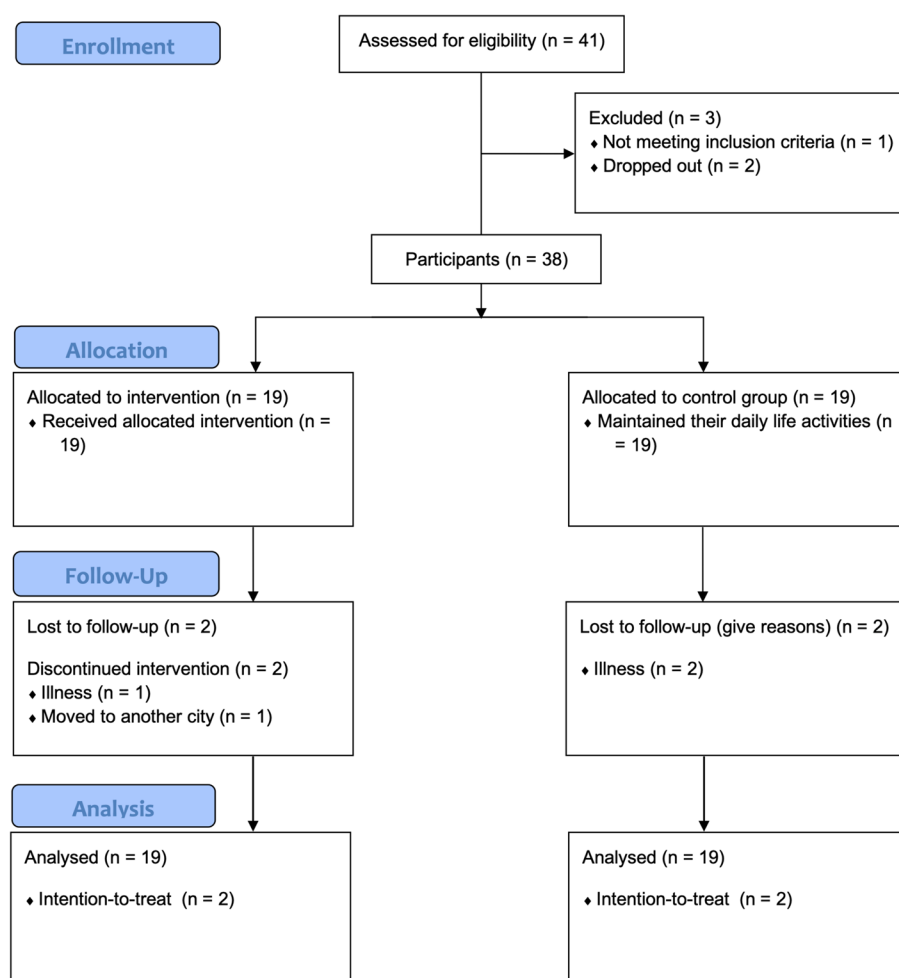 Enrollment
Assessed for eligibility (n = 41)
Excluded (n = 3)
♦ Not meeting inclusion criteria (n = 1)
♦ Dropped out (n = 2)
Participants (n = 38)
Allocation
Allocated to intervention (n = 19)
♦ Received allocated intervention (n =
19)
Allocated to control group (n = 19)
♦ Maintained their daily life activities (n
= 19)
Follow-Up
Lost to follow-up (n = 2)
Discontinued intervention (n = 2)
♦ Illness (n = 1)
♦ Moved to another city (n = 1)
Lost to follow-up (give reasons) (n = 2)
♦ Illness (n = 2)
Analysis
Analysed (n = 19)
♦ Intention-to-treat (n = 2)
Analysed (n = 19)
♦ Intention-to-treat (n = 2)